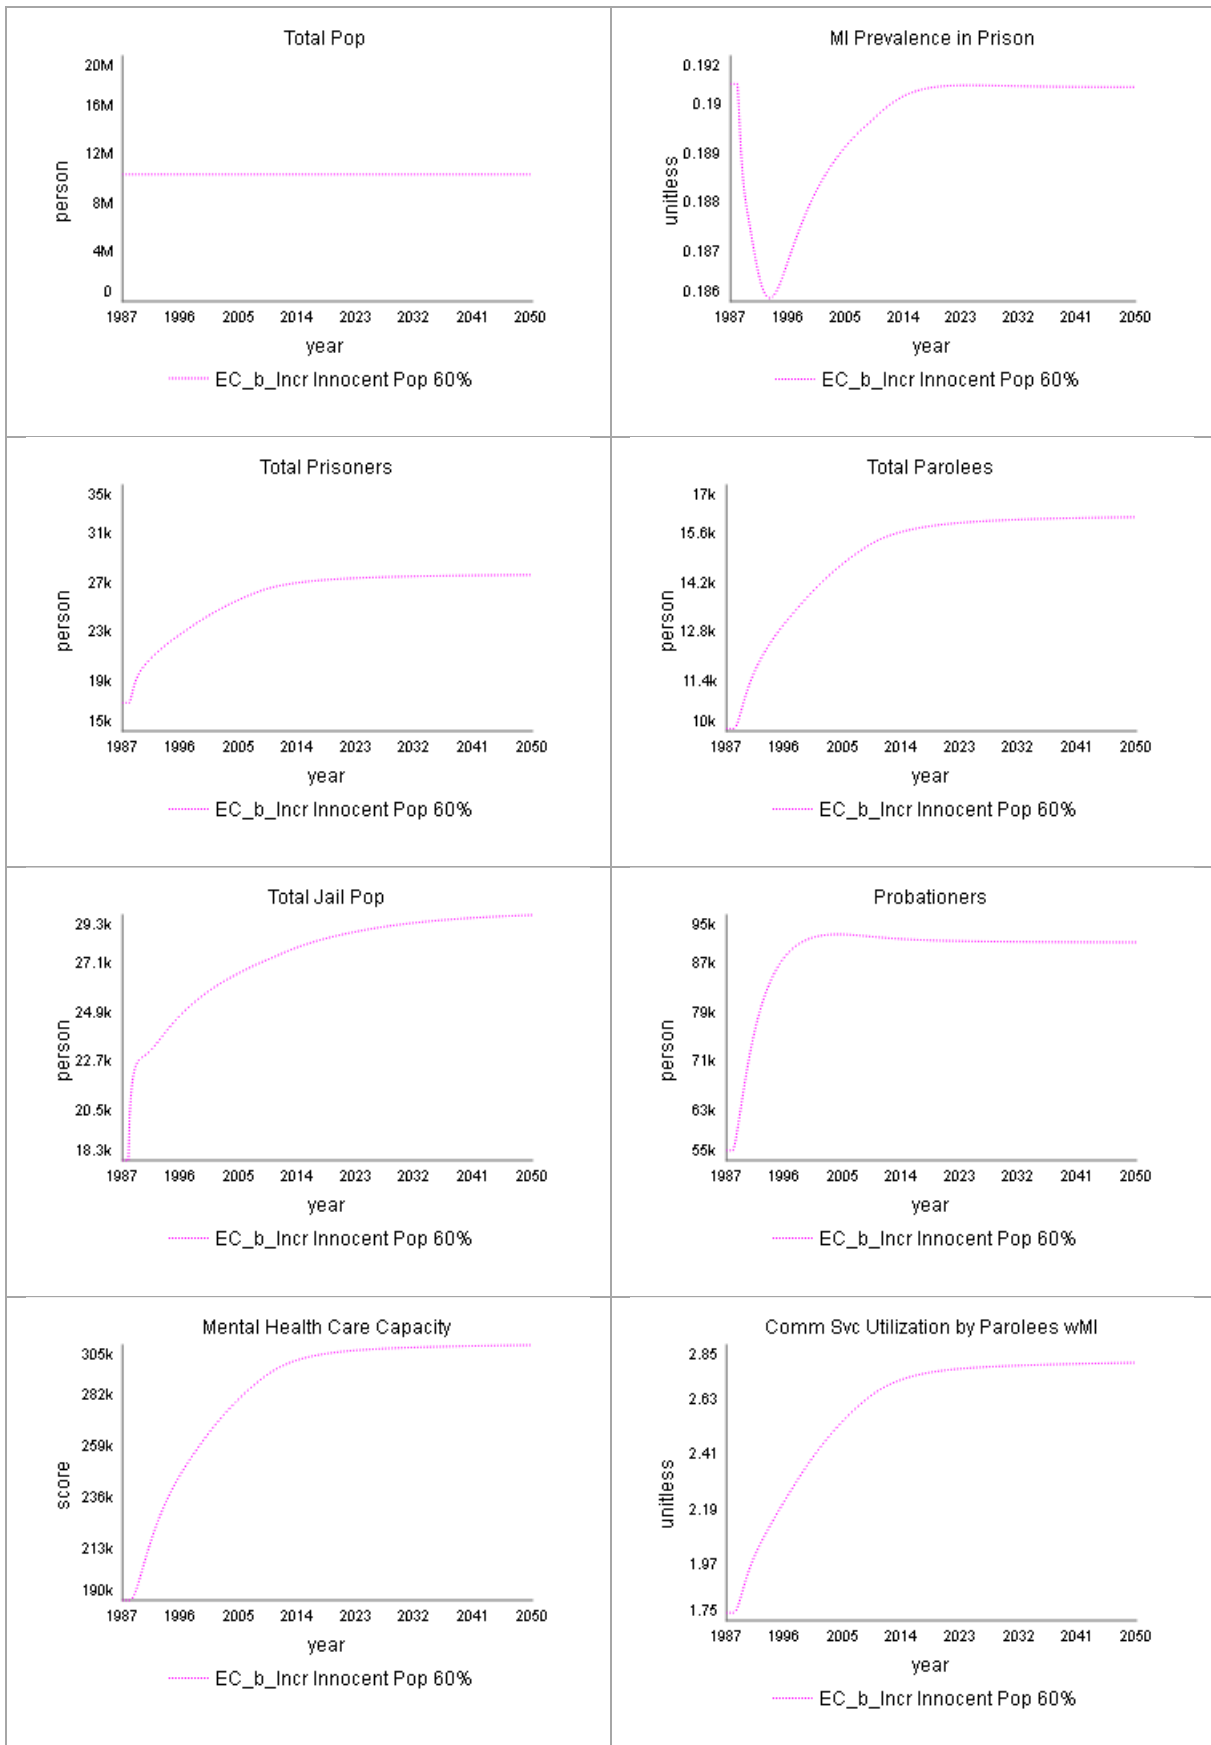 Total Pop
20M
16M
12M
8M
4M
0
person
1987 1996 2005 2014 2023 2032 2041 2050
year
EC_b_Incr Innocent Pop 60%
MI Prevalence in Prison
0.192
0.19
0.189
0.188
0.187
0.186
unitless
1987 1996 2005 2014 2023 2032 2041 2050
year
EC_b_Incr Innocent Pop 60%
Total Prisoners
35k
31k
27k
23k
19k
15k
person
1987 1996 2005 2014 2023 2032 2041 2050
year
EC_b_Incr Innocent Pop 60%
Total Parolees
17k
15.6k
14.2k
12.8k
11.4k
10k
person
1987 1996 2005 2014 2023 2032 2041 2050
year
EC_b_Incr Innocent Pop 60%
Total Jail Pop
29.3k
27.1k
24.9k
22.7k
20.5k
18.3k
person
1987 1996 2005 2014 2023 2032 2041 2050
year
EC_b_Incr Innocent Pop 60%
Probationers
95k
87k
79k
71k
63k
55k
person
1987 1996 2005 2014 2023 2032 2041 2050
year
EC_b_Incr Innocent Pop 60%
Mental Health Care Capacity
305k
282k
259k
236k
213k
190k
score
1987 1996 2005 2014 2023 2032 2041 2050
year
EC_b_Incr Innocent Pop 60%
Comm Svc Utilization by Parolees wMI
2.85
2.63
2.41
2.19
1.97
1.75
unitless
1987 1996 2005 2014 2023 2032 2041 2050
year
EC_b_Incr Innocent Pop 60%